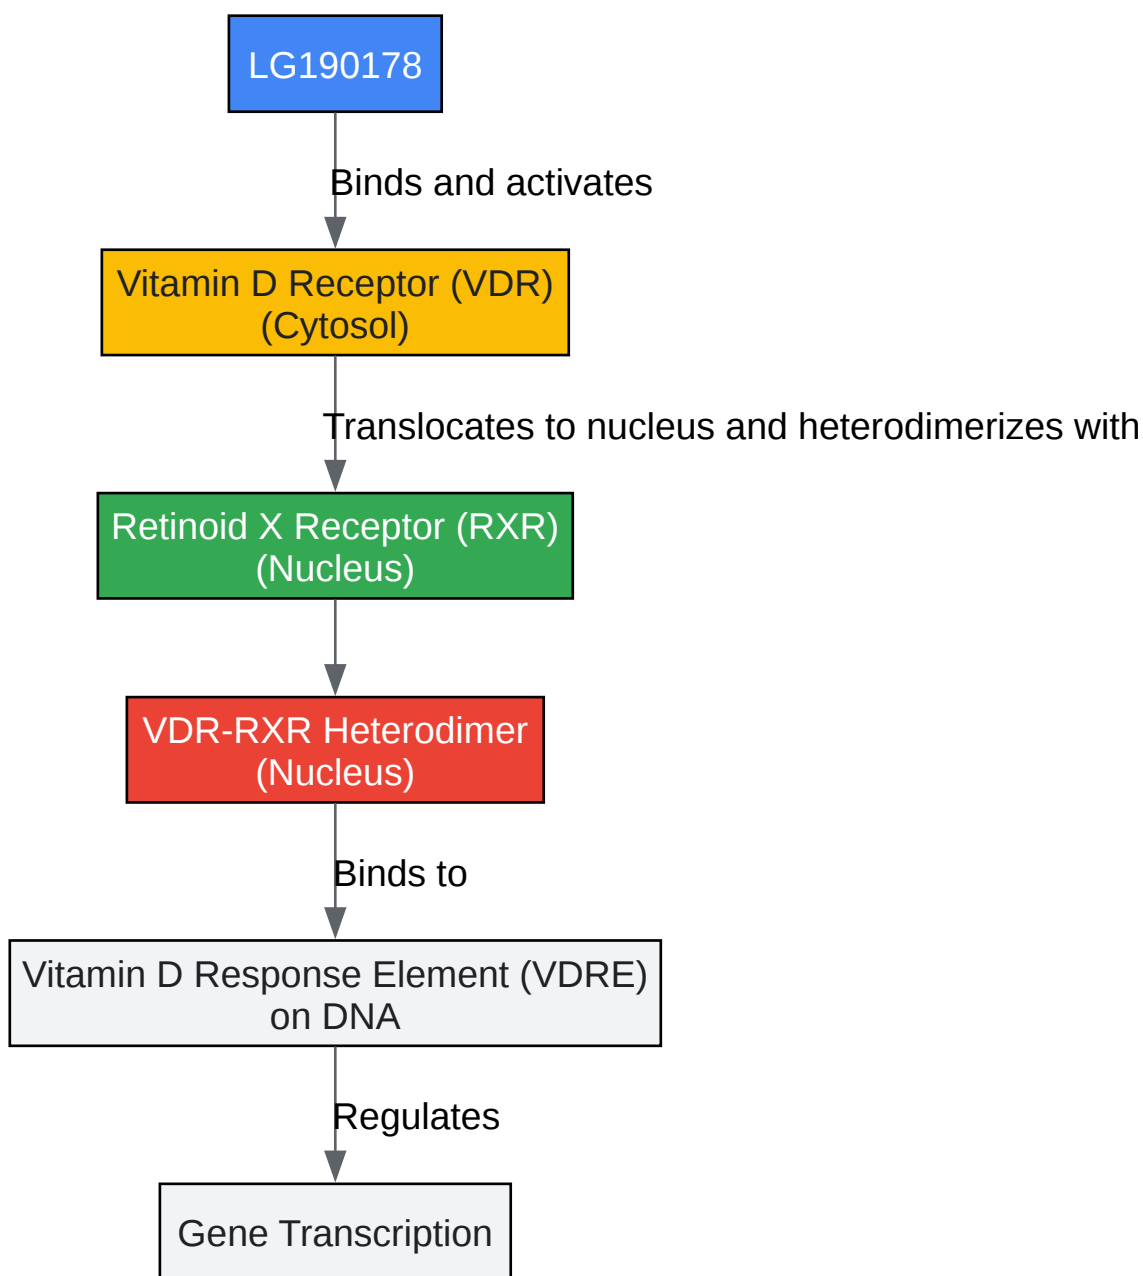 LG190178
Binds and activates
Vitamin D Receptor (VDR)
(Cytosol)
Translocates to nucleus and heterodimerizes with
Retinoid X Receptor (RXR)
(Nucleus)
VDR-RXR Heterodimer
(Nucleus)
Binds to
Vitamin D Response Element (VDRE)
on DNA
Regulates
Gene Transcription